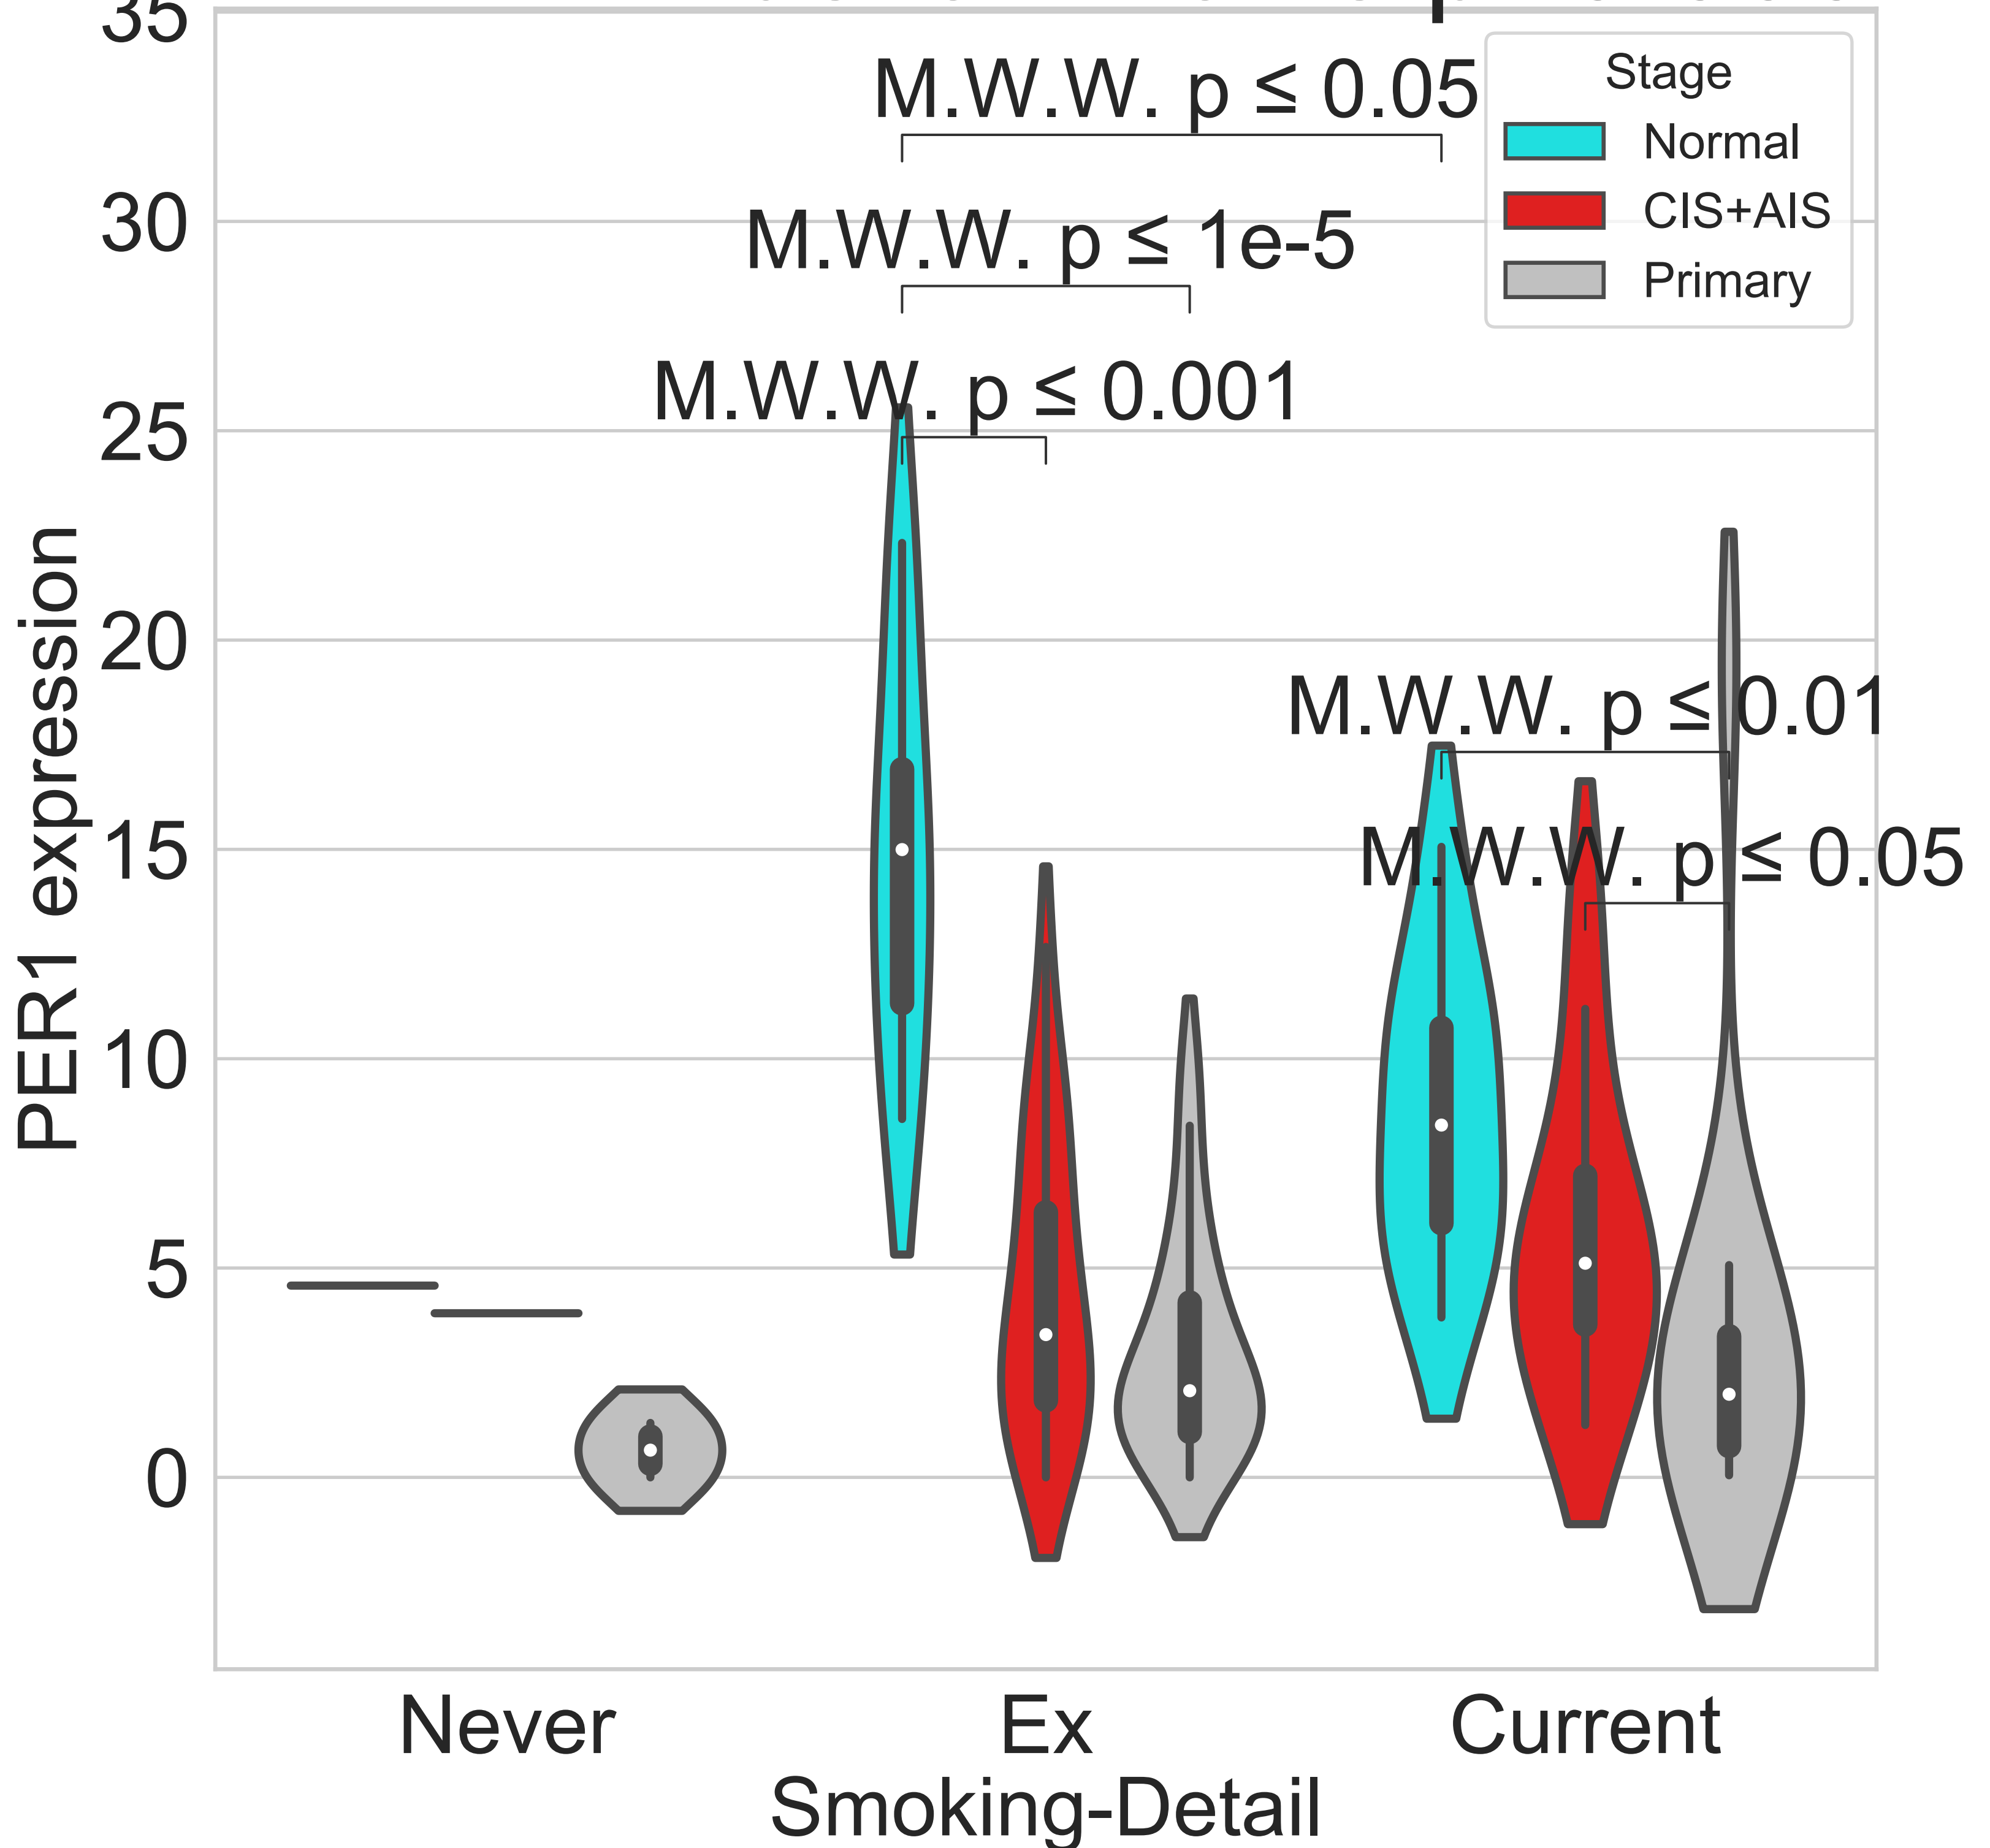 35
M.W.W. p ≤ 0.05
Stage
Normal
CIS+AIS
Primary
30
M.W.W. p ≤ 1e-5
M.W.W. p ≤ 0.001
25
20
M.W.W. p ≤ 0.01
15
M.W.W. p ≤ 0.05
10
5
0
PER1 expression
Never
Ex
Current
Smoking-Detail